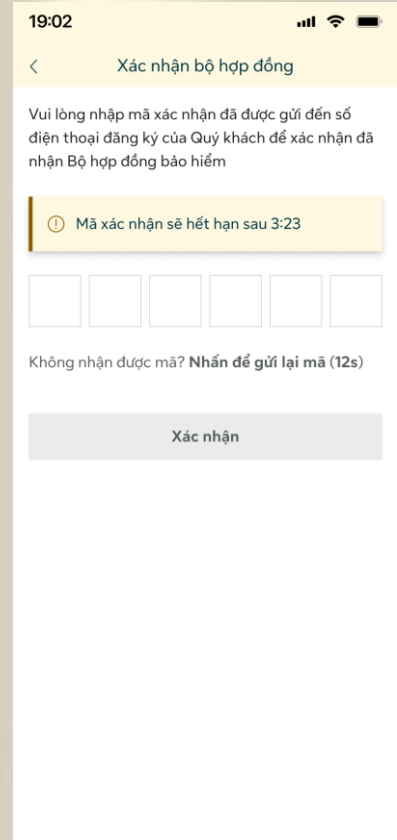 19:02
Xác nhận bộ hợp đồng
Vui lòng nhập mã xác nhận đã được gửi đến số
điện thoại đăng ký của Quý khách để xác nhận đã
nhận Bộ hợp đồng bảo hiểm
Mã xác nhận sẽ hết hạn sau 3:23
Không nhận được mã? Nhấn để gửi lại mã (12s)
Xác nhận